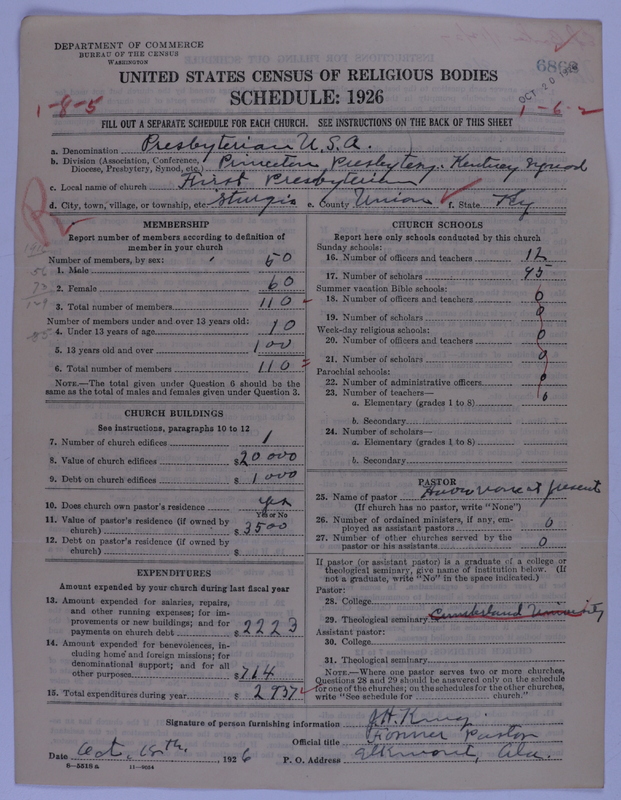 DEPARTMENT OF COMMERCE
BUREAU OF THE CENSUS
WASHINGTON
6868
OCT 20 1926
UNITED STATES CENSUS OF RELIGIOUS BODIES
SCHEDULE: 1926
1-8-5
1-6-2
FILL OUT A SEPARATE SCHEDULE FOR EACH CHURCH. SEE INSTRUCTIONS ON THE BACK OF THIS SHEET
a. Denomination Presbyterian U.S.A.
b. Division (Association, Conference, Diocese, Presbytery, Synod, etc.) Princeton Presbytery. Kentucky Synod
c. Local name of church First Presbyterian
d. City, town, village, or township, etc. Sturgis e. County Union f. State Ky
MEMBERSHIP
Report number of members according to definition of
member in your church
Number of members, by sex:
1. Male 50
2. Female 60
3. Total number of members 110
Number of members under and over 13 years old:
4. Under 13 years of age 10
5. 13 years old and over 100
6. Total number of members 110
NOTE.—The total given under Question 6 should be the
same as the total of males and females given under Question 3.
CHURCH BUILDINGS
See instructions, paragraphs 10 to 12
7. Number of church edifices 1
8. Value of church edifices $20 000
9. Debt on church edifices $1 000
10. Does church own pastor's residence yes
Yes or No
11. Value of pastor's residence (if owned by
church) $3500
12. Debt on pastor's residence (if owned by
church) $
EXPENDITURES
Amount expended by your church during last fiscal year
13. Amount expended for salaries, repairs,
and other running expenses; for im-
provements or new buildings; and for
payments on church debt $2223
14. Amount expended for benevolences, in-
cluding home and foreign missions; for
denominational support; and for all
other purposes $714
15. Total expenditures during year $2937
CHURCH SCHOOLS
Report here only schools conducted by this church
Sunday schools:
16. Number of officers and teachers 12
17. Number of scholars 95
Summer vacation Bible schools:
18. Number of officers and teachers 0
19. Number of scholars 0
Week-day religious schools:
20. Number of officers and teachers 0
21. Number of scholars 0
Parochial schools:
22. Number of administrative officers 0
23. Number of teachers—
a. Elementary (grades 1 to 8) 0
b. Secondary
24. Number of scholars—
a. Elementary (grades 1 to 8)
b. Secondary
PASTOR
25. Name of pastor Have none at present
(If church has no pastor, write "None")
26. Number of ordained ministers, if any, em-
ployed as assistant pastors 0
27. Number of other churches served by the
pastor or his assistants 0
If pastor (or assistant pastor) is a graduate of a college or
theological seminary, give name of institution below. (If
not a graduate, write "No" in the space indicated.)
Pastor:
28. College
29. Theological seminary Cumberland University
Assistant pastor:
30. College
31. Theological seminary
NOTE.—Where one pastor serves two or more churches,
Questions 28 and 29 should be answered only on the schedule
for one of the churches; on the schedules for the other churches,
write "See schedule for church."
Signature of person furnishing information J.H. King
Official title Former Pastor
Date Oct. 18th, 1926 P. O. Address Elkmont, Ala.
8—5518a 11—9034